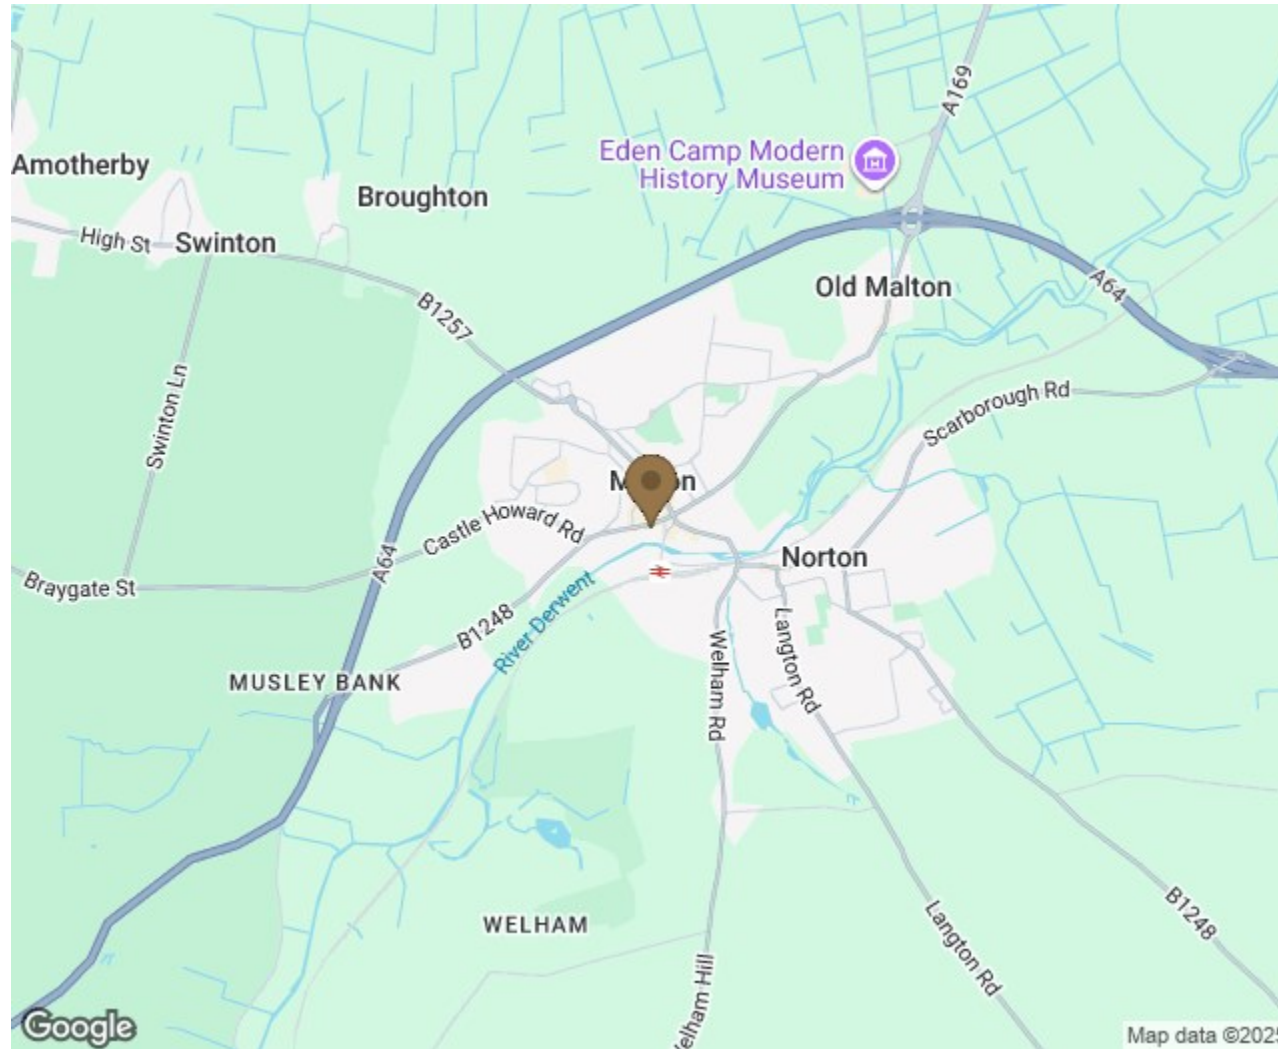 A169
Eden Camp Modern
History Museum
Amotherby
Broughton
High St
Swinton
Old Malton
A64
B1257
Swinton Ln
Scarborough Rd
Castle Howard Rd
Norton
A64
Braygate St
River Derwent
B1248
Langton Rd
Welham Rd
MUSLEY BANK
B1248
WELHAM
Langton Rd
Welham Hill
Google
Map data ©2025